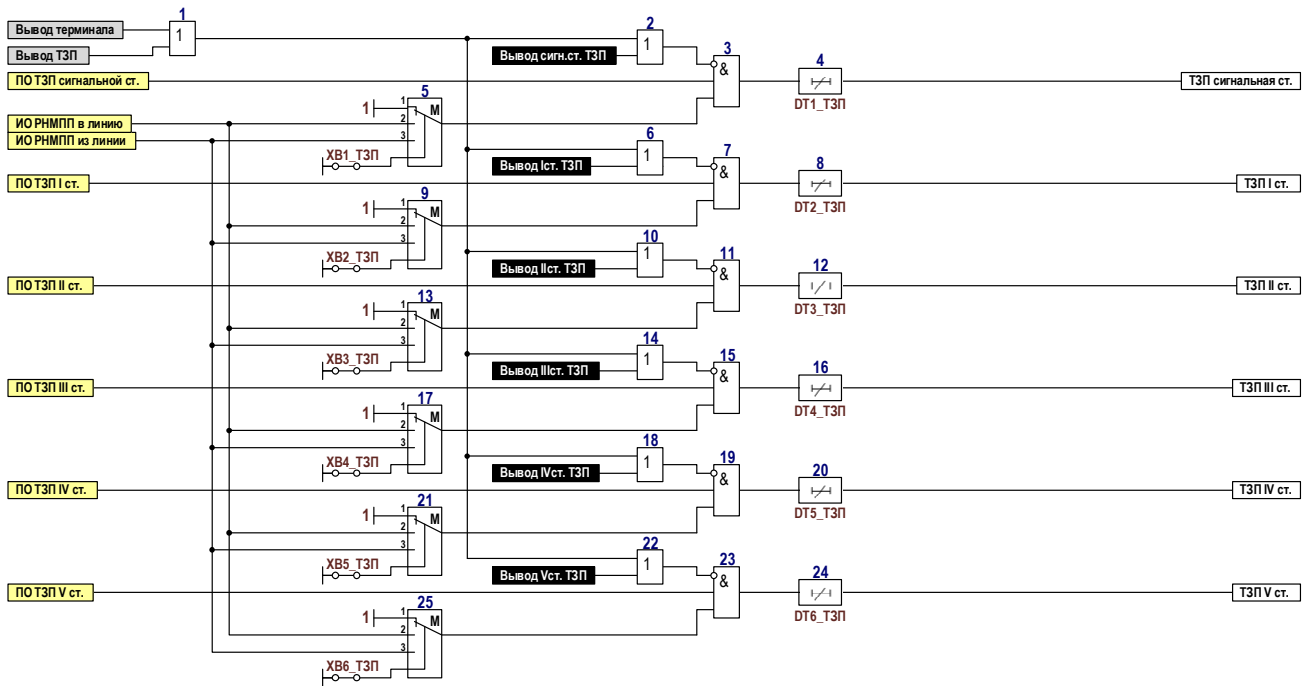 1
Вывод терминала
1
Вывод ТЗП
2
Вывод сигн.ст. ТЗП
1
3
&
4
ПО ТЗП сигнальной ст.
DT1_ТЗП
ТЗП сигнальная ст.
5
1
1
М
2
3
ИО РНМПП в линию
ИО РНМПП из линии
XB1_ТЗП
6
Вывод Iст. ТЗП
1
7
&
8
ПО ТЗП I ст.
DT2_ТЗП
ТЗП I ст.
9
1
1
М
2
3
XB2_ТЗП
10
Вывод IIст. ТЗП
1
11
&
12
ПО ТЗП II ст.
DT3_ТЗП
ТЗП II ст.
13
1
1
М
2
3
XB3_ТЗП
14
Вывод IIIст. ТЗП
1
15
&
16
ПО ТЗП III ст.
DT4_ТЗП
ТЗП III ст.
17
1
1
М
2
3
XB4_ТЗП
18
Вывод IVст. ТЗП
1
19
&
20
ПО ТЗП IV ст.
DT5_ТЗП
ТЗП IV ст.
21
1
1
М
2
3
XB5_ТЗП
22
Вывод Vст. ТЗП
1
23
&
24
ПО ТЗП V ст.
DT6_ТЗП
ТЗП V ст.
25
1
1
М
2
3
XB6_ТЗП